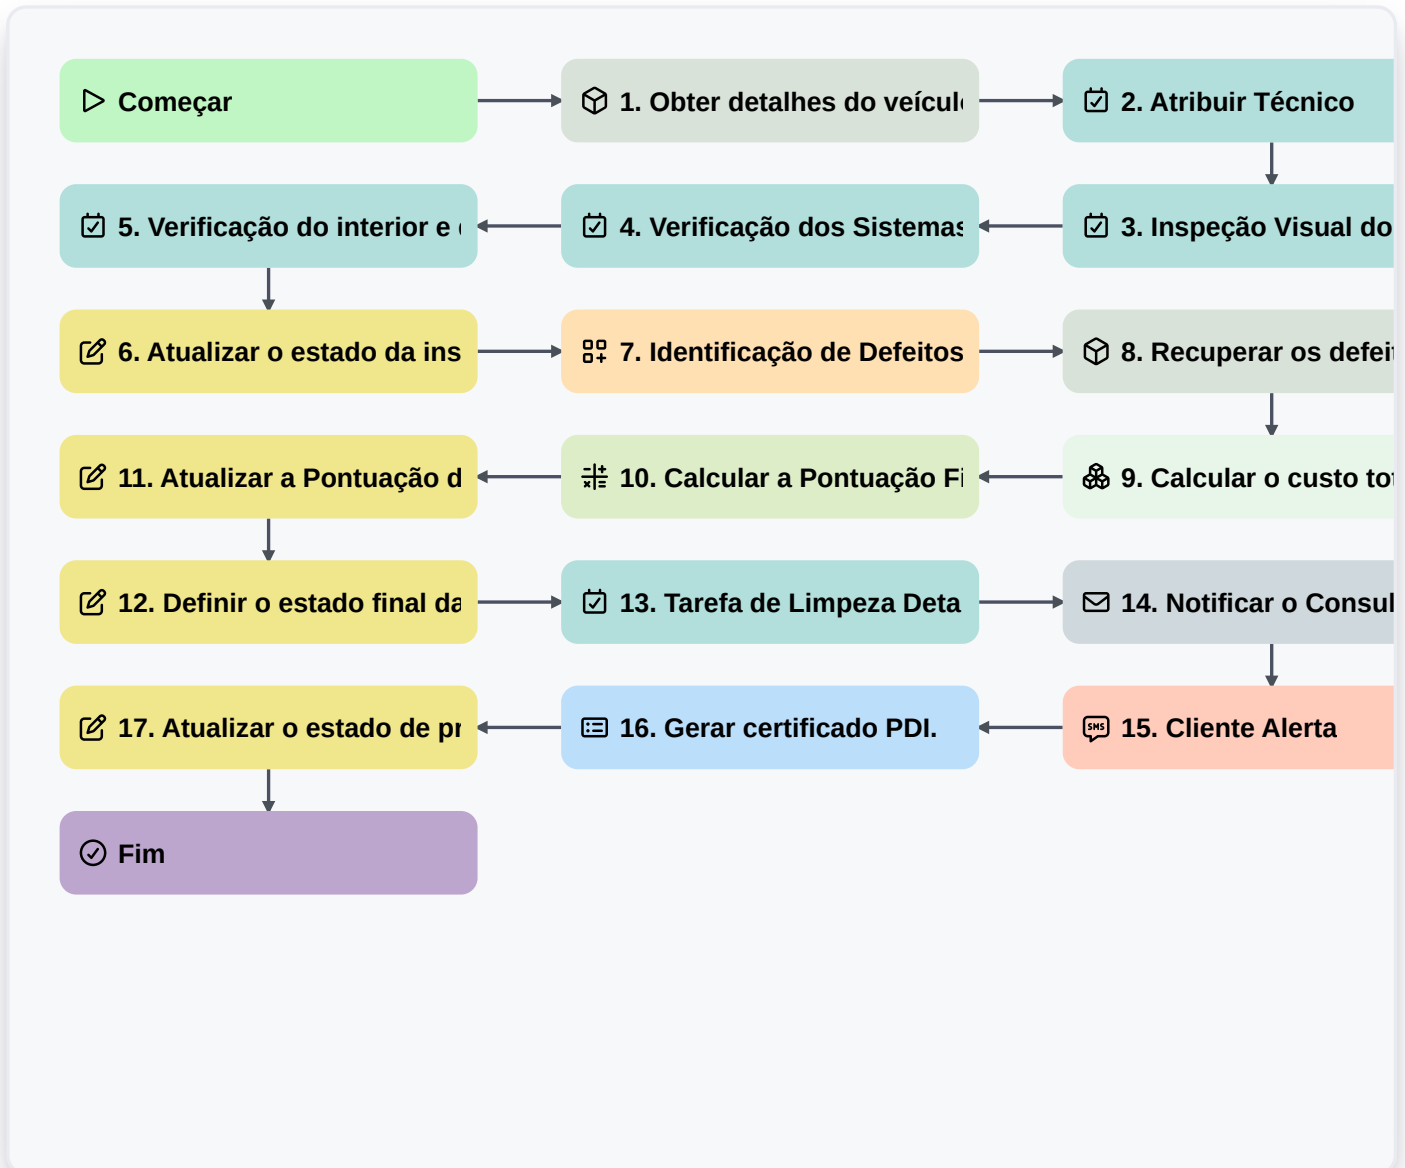 Começar
1. Obter detalhes do veícul
2. Atribuir Técnico
5. Verificação do interior e
4. Verificação dos Sistemas
3. Inspeção Visual do
6. Atualizar o estado da ins
7. Identificação de Defeitos
8. Recuperar os defei
11. Atualizar a Pontuação d
10. Calcular a Pontuação Fi
9. Calcular o custo tot
12. Definir o estado final da
13. Tarefa de Limpeza Deta
14. Notificar o Consul
17. Atualizar o estado de pr
16. Gerar certificado PDI.
SMS 15. Cliente Alerta
Fim